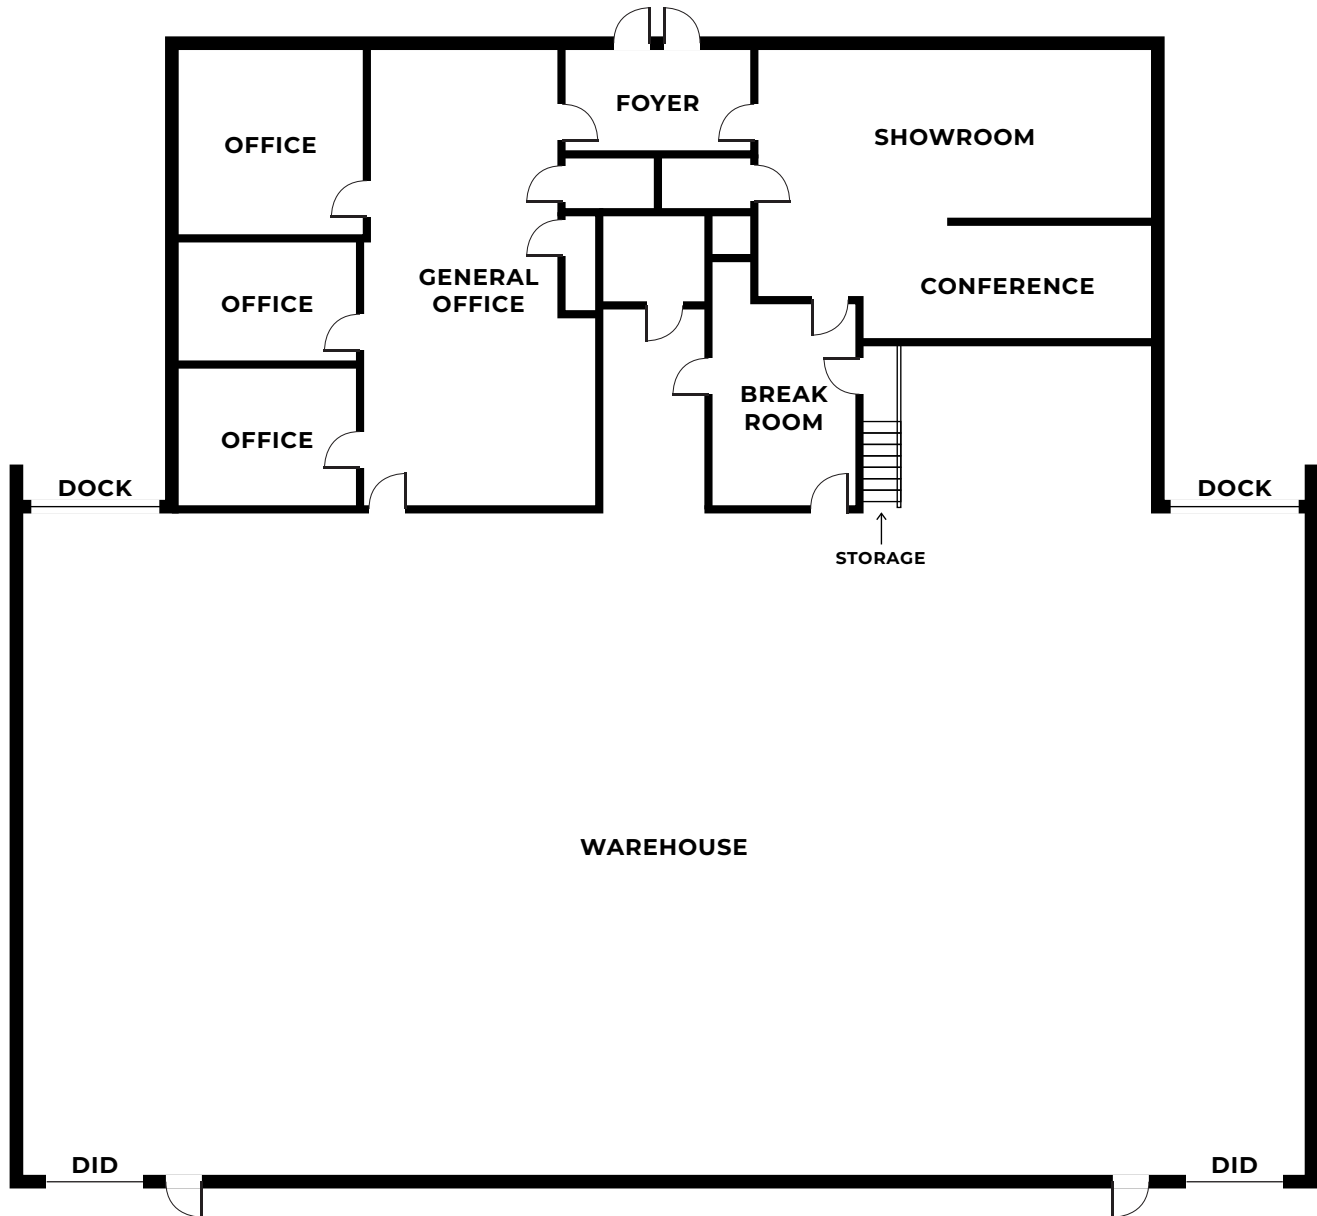 FOYER
SHOWROOM
OFFICE
GENERAL
OFFICE
CONFERENCE
OFFICE
BREAK
ROOM
OFFICE
DOCK
DOCK
STORAGE
WAREHOUSE
DID
DID